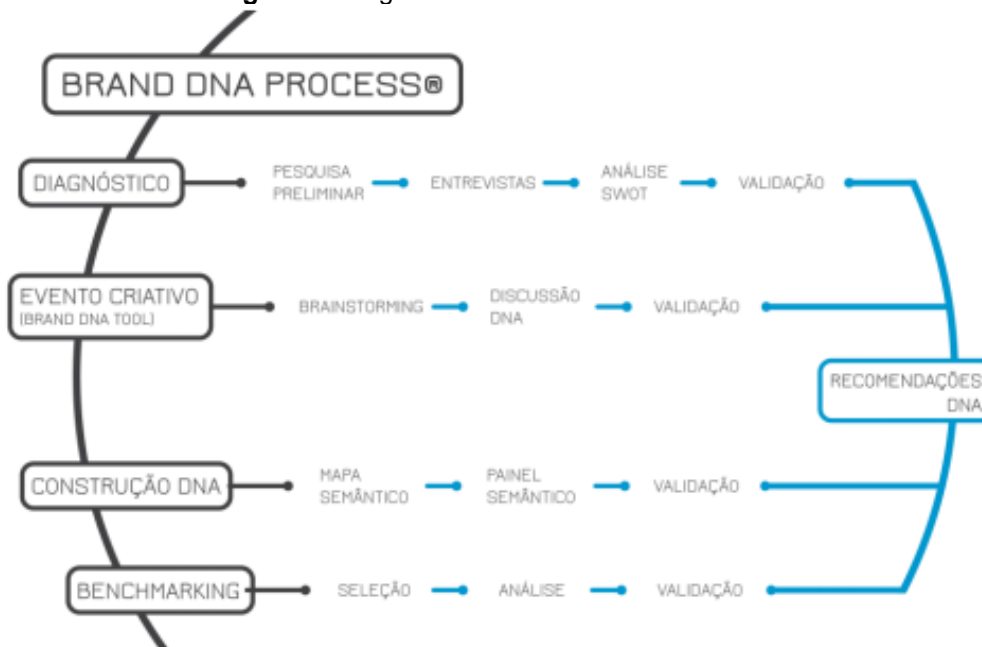 BRAND DNA PROCESS®
DIAGNÓSTICO
PESQUISA
PRELIMINAR
ENTREVISTAS
ANÁLISE
SWOT
VALIDAÇÃO
EVENTO CRIATIVO
(BRAND DNA TOOL)
BRAINSTORMING
DISCUSSÃO
DNA
VALIDAÇÃO
RECOMENDAÇÕES
DNA
CONSTRUÇÃO DNA
MAPA
SEMÂNTICO
PAINEL
SEMÂNTICO
VALIDAÇÃO
BENCHMARKING
SELEÇÃO
ANÁLISE
VALIDAÇÃO